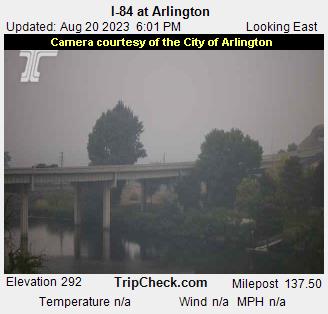 I-84 at Arlington
Updated: Aug 20 2023 6:01 PM Looking East
Camera courtesy of the City of Arlington
Elevation 292 TripCheck.com Milepost 137.50
Temperature n/a Wind n/a MPH n/a